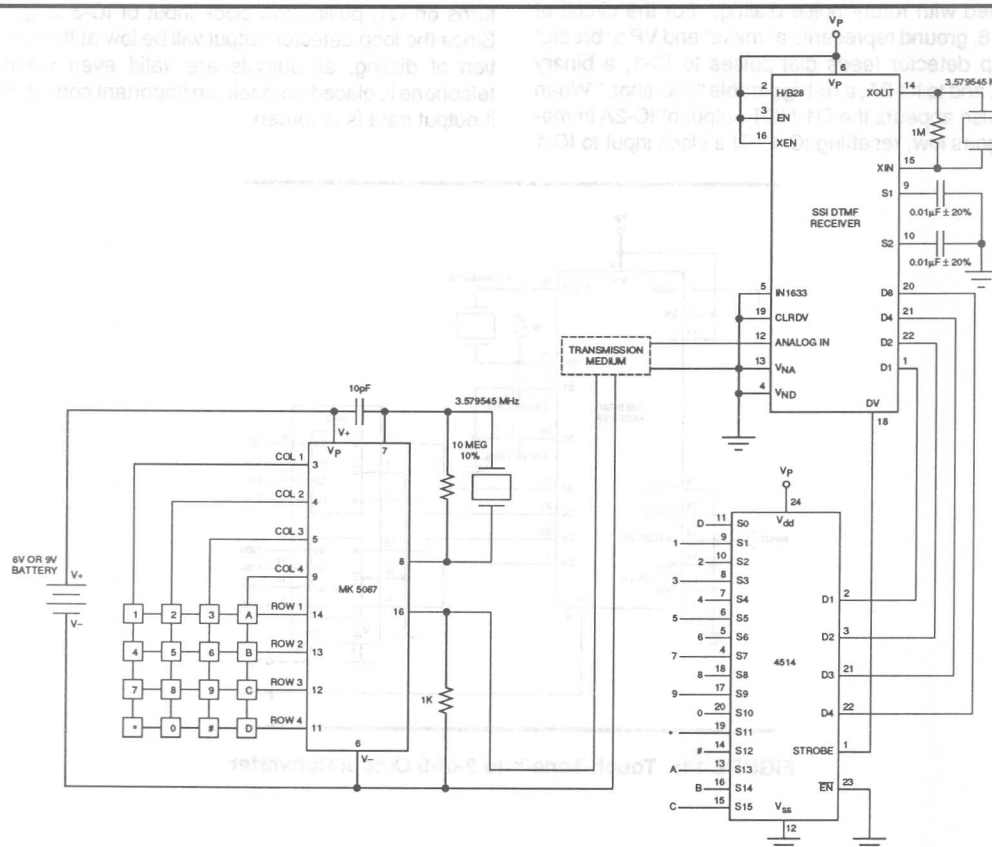 VP
6
VP
2 H/B28
3 EN
16 XEN
XOUT 14
3.579545 M
1M
XIN 15
S1 9
0.01µF ± 20%
SSI DTMF
RECEIVER
S2 10
0.01µF ± 20%
5 IN1633
19 CLRDV
12 ANALOG IN
13 VNA
4 VND
D8 20
D4 21
D2 22
D1 1
DV
18
TRANSMISSION
MEDIUM
10pF
3.579545 MHz
V+
VP
7
10 MEG
10%
COL 1 3
COL 2 4
COL 3 5
COL 4 9
8
MK 5087
16
6V OR 9V
BATTERY
V+
V–
1 2 3 A ROW 1 14
4 5 6 B ROW 2 13
7 8 9 C ROW 3 12
* 0 # D ROW 4 11
1K
6
V–
VP
24
Vdd
D 11 S0
1 9 S1
2 10 S2
3 8 S3
4 7 S4
5 6 S5
6 5 S6
7 4 S7
8 18 S8
9 17 S9
0 20 S10
* 19 S11
# 14 S12
A 13 S13
B 16 S14
C 15 S15
D1 2
D2 3
4514
D3 21
D4 22
STROBE 1
EN 23
Vss
12